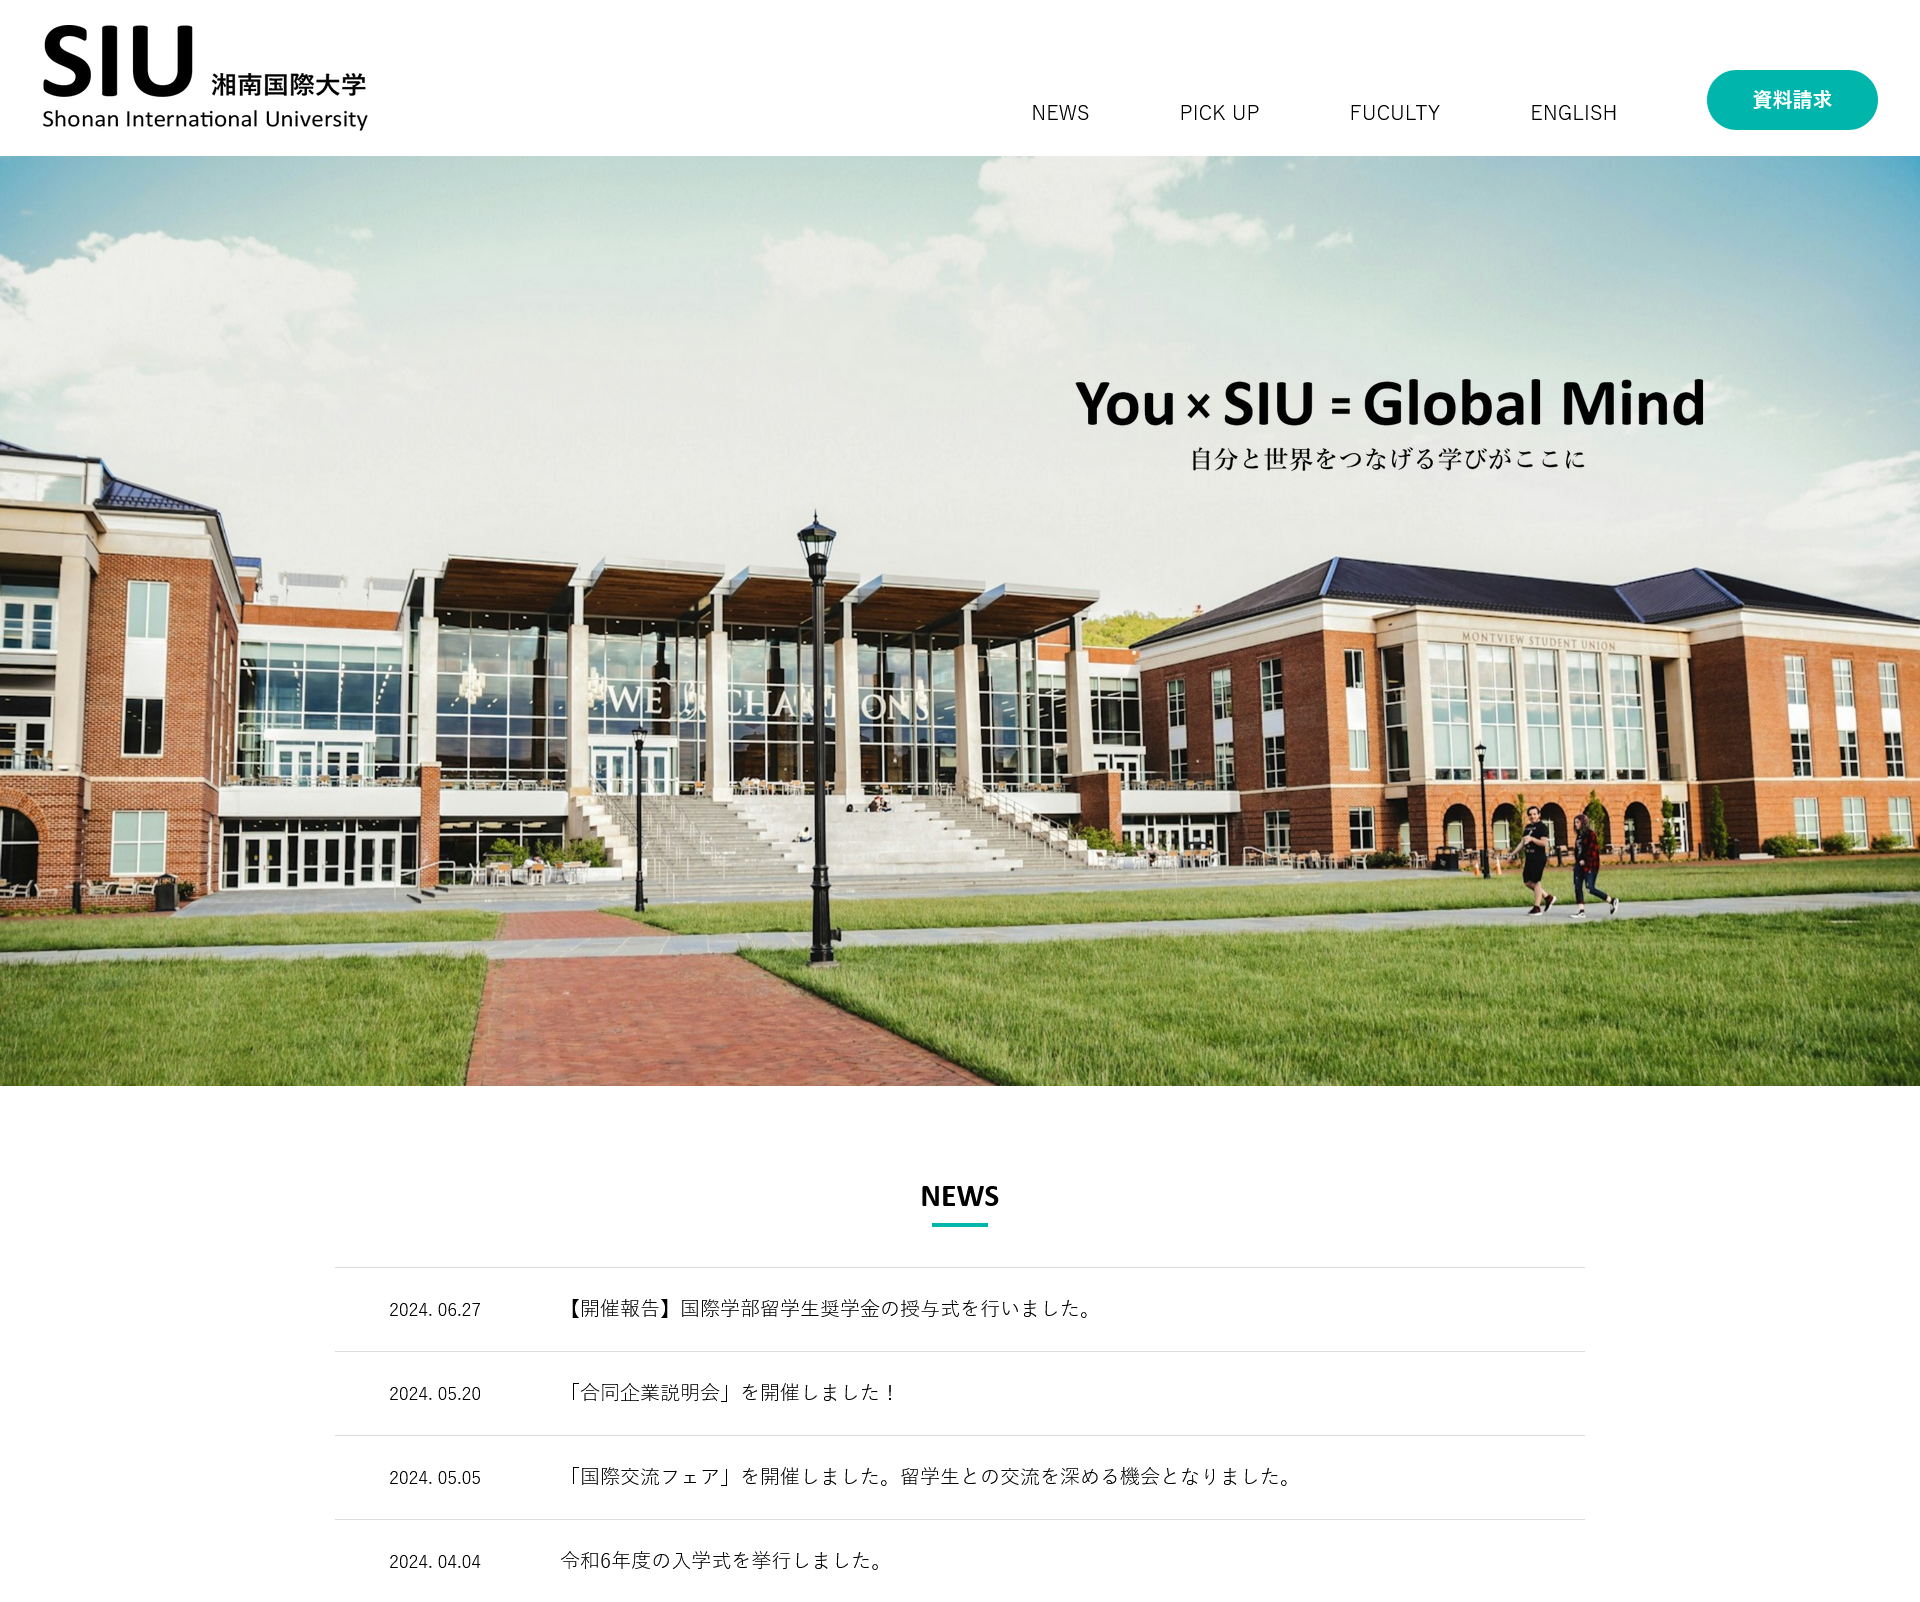 SIU 湘南国際大学
Shonan International University
NEWS PICK UP FUCULTY ENGLISH 資料請求
You × SIU = Global Mind
自分と世界をつなげる学びがここに
MONTVIEW STUDENT UNION
WE
NEWS
2024. 06.27 【開催報告】国際学部留学生奨学金の授与式を行いました。
2024. 05.20 「合同企業説明会」を開催しました！
2024. 05.05 「国際交流フェア」を開催しました。留学生との交流を深める機会となりました。
2024. 04.04 令和6年度の入学式を挙行しました。